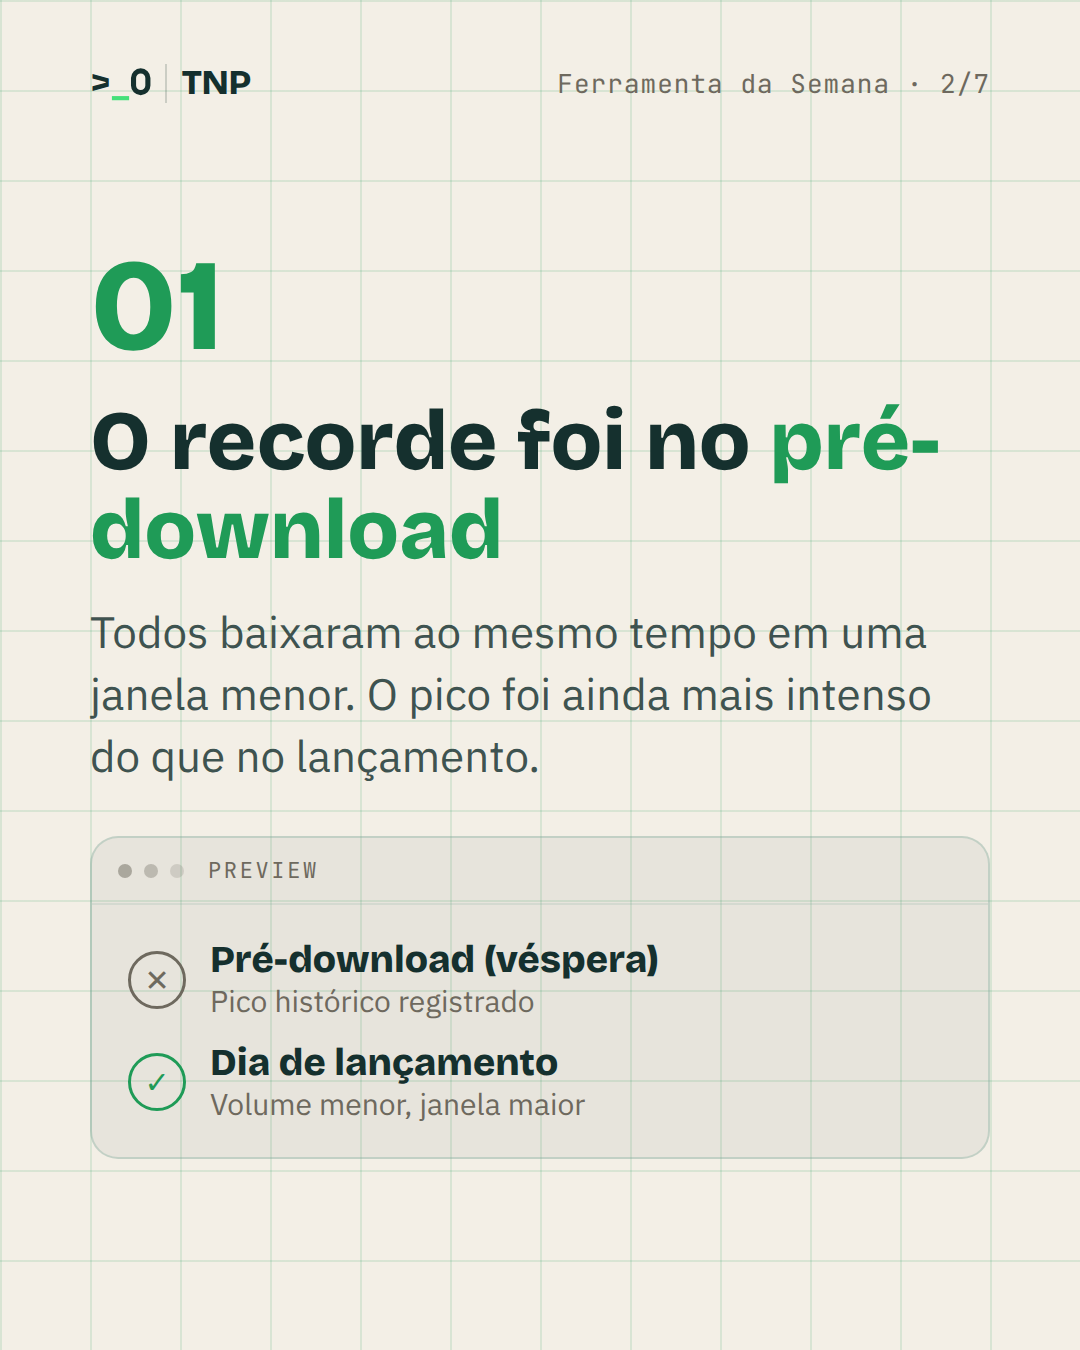 >_0 | TNP
Ferramenta da Semana · 2/7
01
O recorde foi no pré-
download
Todos baixaram ao mesmo tempo em uma
janela menor. O pico foi ainda mais intenso
do que no lançamento.
PREVIEW
✕ Pré-download (véspera)
Pico histórico registrado
✓ Dia de lançamento
Volume menor, janela maior